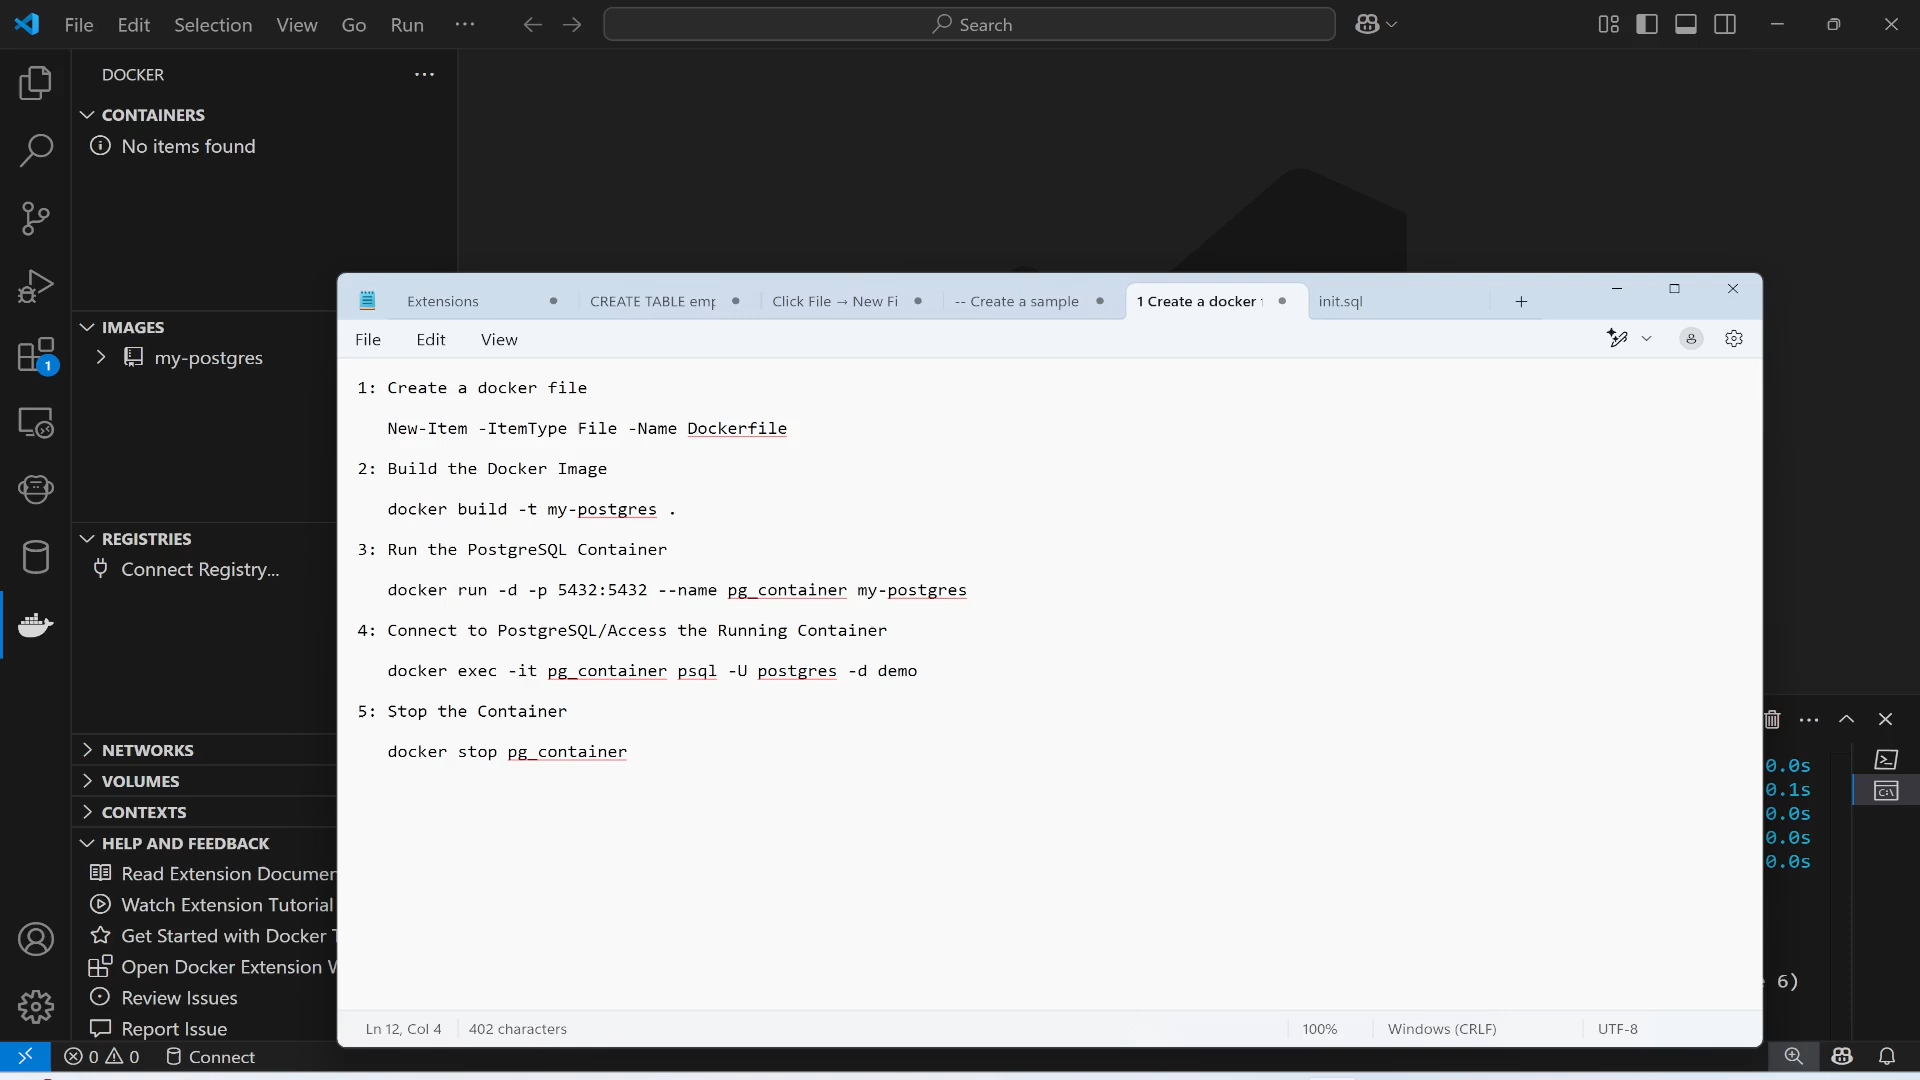 File Edit Selection View Go Run ··· Search
DOCKER ···
CONTAINERS
No items found
IMAGES
my-postgres
1
REGISTRIES
Connect Registry...
NETWORKS
VOLUMES
CONTEXTS
HELP AND FEEDBACK
Read Extension Documen
Watch Extension Tutorial
Get Started with Docker T
Open Docker Extension W
Review Issues
Report Issue
0 0 Connect
Extensions CREATE TABLE emp Click File → New Fi -- Create a sample 1 Create a docker f init.sql
File Edit View
1: Create a docker file
New-Item -ItemType File -Name Dockerfile
2: Build the Docker Image
docker build -t my-postgres .
3: Run the PostgreSQL Container
docker run -d -p 5432:5432 --name pg_container my-postgres
4: Connect to PostgreSQL/Access the Running Container
docker exec -it pg_container psql -U postgres -d demo
5: Stop the Container
docker stop pg_container
Ln 12, Col 4 402 characters 100% Windows (CRLF) UTF-8
0.0s
0.1s
0.0s
0.0s
0.0s
6)